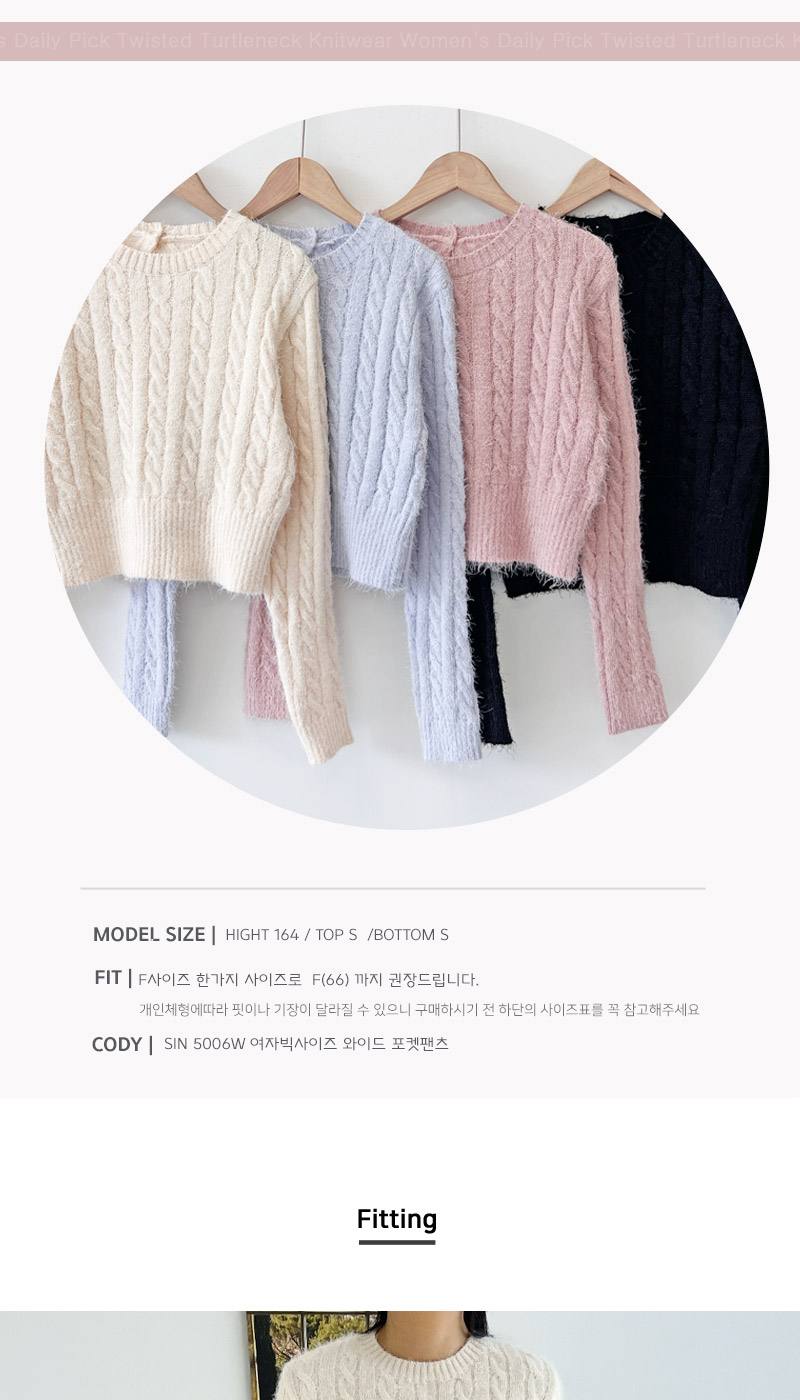 s Daily Pick Twisted Turtleneck Knitwear Women's Daily Pick Twisted Turtleneck K
MODEL SIZE | HIGHT 164 / TOP S /BOTTOM S
FIT | F사이즈 한가지 사이즈로 F(66) 까지 권장드립니다.
개인체형에따라 핏이나 기장이 달라질 수 있으니 구매하시기 전 하단의 사이즈표를 꼭 참고해주세요
CODY | SIN 5006W 여자빅사이즈 와이드 포켓팬츠
Fitting